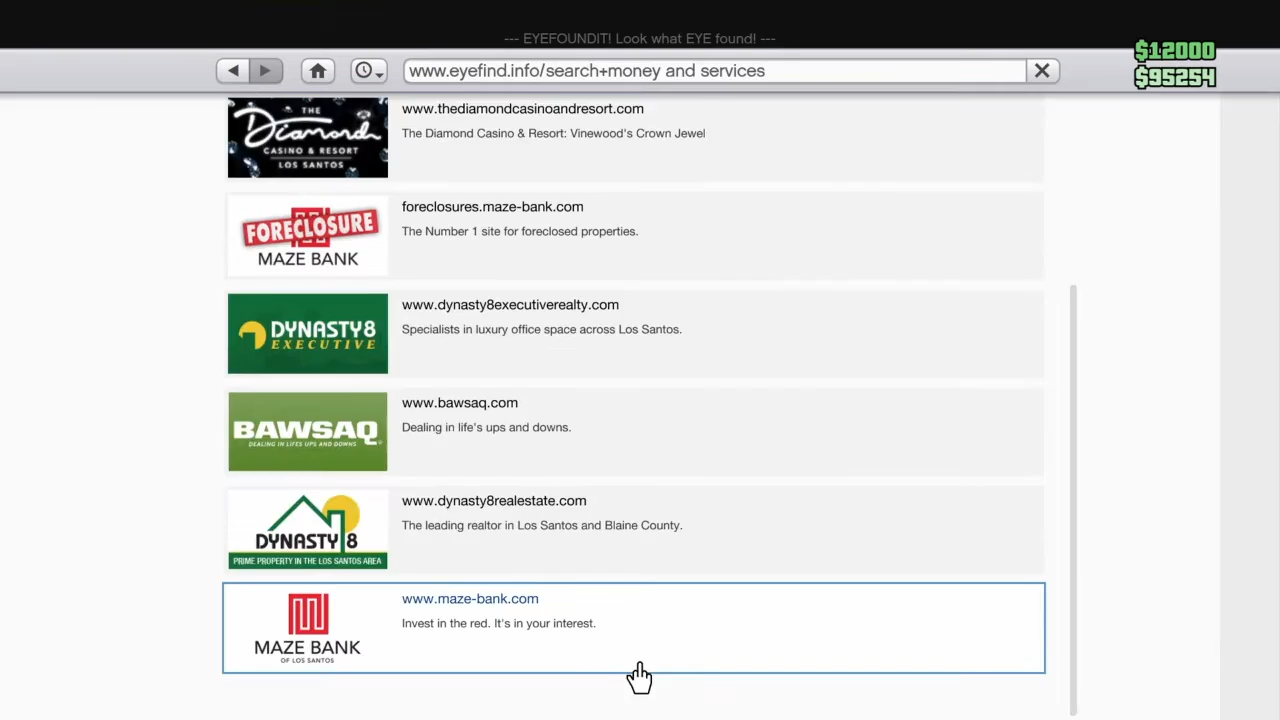 --- EYEFOUNDIT! Look what EYE found! ---
$12000
$95254
www.eyefind.info/search+money and services
THE
Diamond
CASINO & RESORT
LOS SANTOS
www.thediamondcasinoandresort.com
The Diamond Casino & Resort: Vinewood's Crown Jewel
FORECLOSURE
MAZE BANK
foreclosures.maze-bank.com
The Number 1 site for foreclosed properties.
DYNASTY8
EXECUTIVE
www.dynasty8executiverealty.com
Specialists in luxury office space across Los Santos.
BAWSAQ
DEALING IN LIFE'S UPS AND DOWNS
www.bawsaq.com
Dealing in life's ups and downs.
DYNASTY 8
PRIME PROPERTY IN THE LOS SANTOS AREA
www.dynasty8realestate.com
The leading realtor in Los Santos and Blaine County.
MAZE BANK
OF LOS SANTOS
www.maze-bank.com
Invest in the red. It's in your interest.